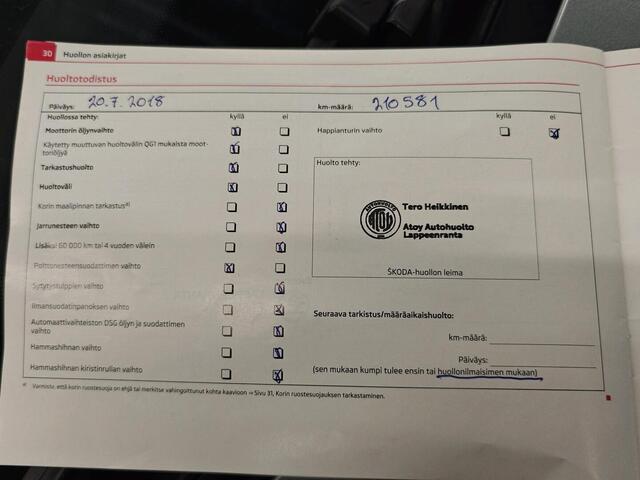 30 Huollon asiakirjat
Huoltotodistus
Päiväys: 20.7.2018 km-määrä: 210581
Huollossa tehty: kyllä ei kyllä ei
Moottorin öljynvaihto
Happianturin vaihto
Käytetty muuttuvan huoltovälin QG1 mukaista moot-
toriöljyä
Tarkastushuolto
Huoltoväli
Korin maalipinnan tarkastus a)
Jarrunesteen vaihto
Lisäksi 60 000 km tai 4 vuoden välein
Polttonesteensuodattimen vaihto
Sytytystulppien vaihto
Ilmansuodatinpanoksen vaihto
Automaattivaihteiston DSG öljyn ja suodattimen
vaihto
Hammashihnan vaihto
Hammashihnan kiristinrullan vaihto
Huolto tehty:
AUTOHUOLTO
ATOY
Tero Heikkinen
Atoy Autohuolto
Lappeenranta
ŠKODA-huollon leima
Seuraava tarkistus/määräaikaishuolto:
km-määrä:
Päiväys:
(sen mukaan kumpi tulee ensin tai huollonilmaisimen mukaan)
a) Varmista, että korin ruostesuoja on ehjä tai merkitse vahingoittunut kohta kaavioon ⇒ Sivu 31, Korin ruostesuojauksen tarkastaminen.